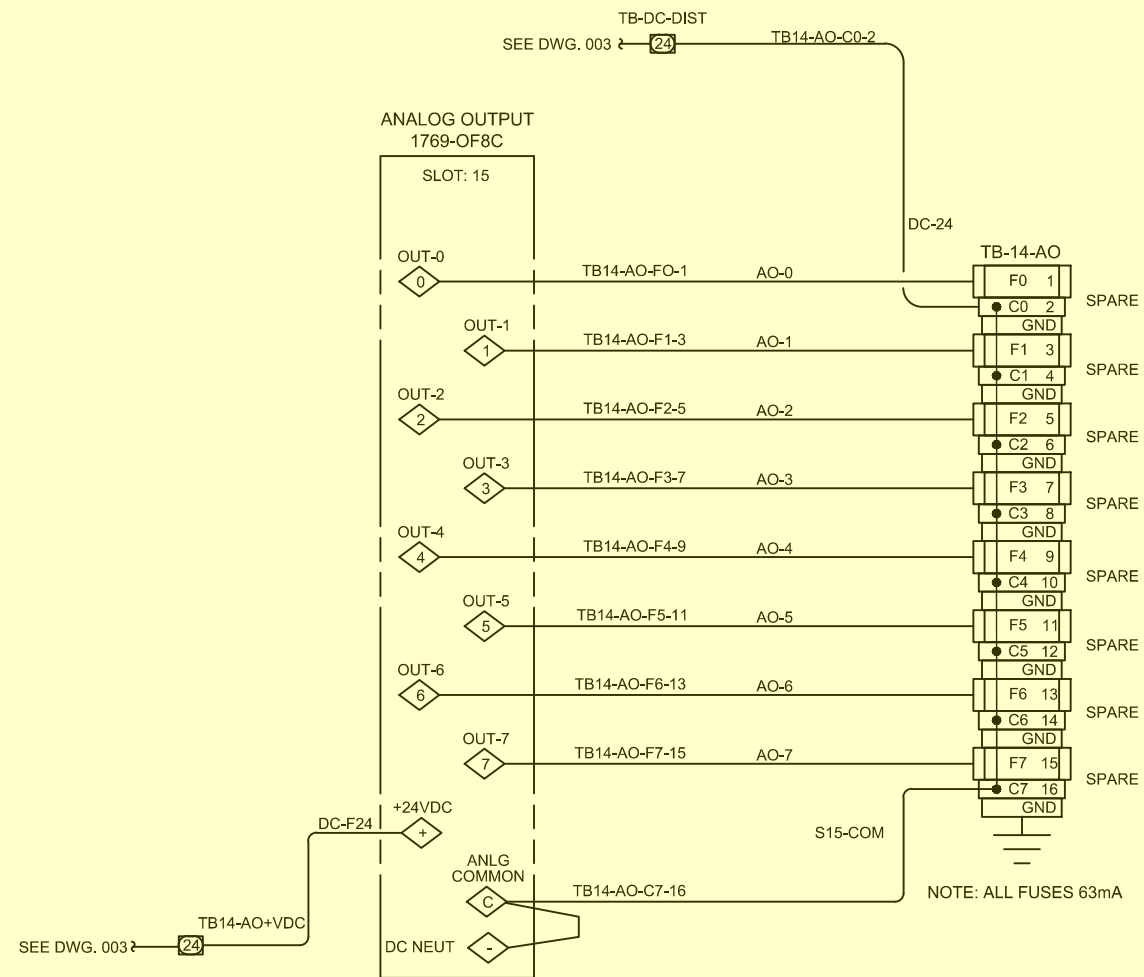 TB-DC-DIST
SEE DWG. 003 24 TB14-AO-C0-2
ANALOG OUTPUT
1769-OF8C
SLOT: 15
DC-24
TB-14-AO
OUT-0
0 TB14-AO-FO-1 AO-0 F0 1
SPARE
C0 2
GND
OUT-1
1 TB14-AO-F1-3 AO-1 F1 3
SPARE
C1 4
GND
OUT-2
2 TB14-AO-F2-5 AO-2 F2 5
SPARE
C2 6
GND
OUT-3
3 TB14-AO-F3-7 AO-3 F3 7
SPARE
C3 8
GND
OUT-4
4 TB14-AO-F4-9 AO-4 F4 9
SPARE
C4 10
GND
OUT-5
5 TB14-AO-F5-11 AO-5 F5 11
SPARE
C5 12
GND
OUT-6
6 TB14-AO-F6-13 AO-6 F6 13
SPARE
C6 14
GND
OUT-7
7 TB14-AO-F7-15 AO-7 F7 15
SPARE
C7 16
GND
+24VDC
DC-F24 +
S15-COM
ANLG
COMMON
C TB14-AO-C7-16
NOTE: ALL FUSES 63mA
TB14-AO+VDC
SEE DWG. 003 24
DC NEUT -